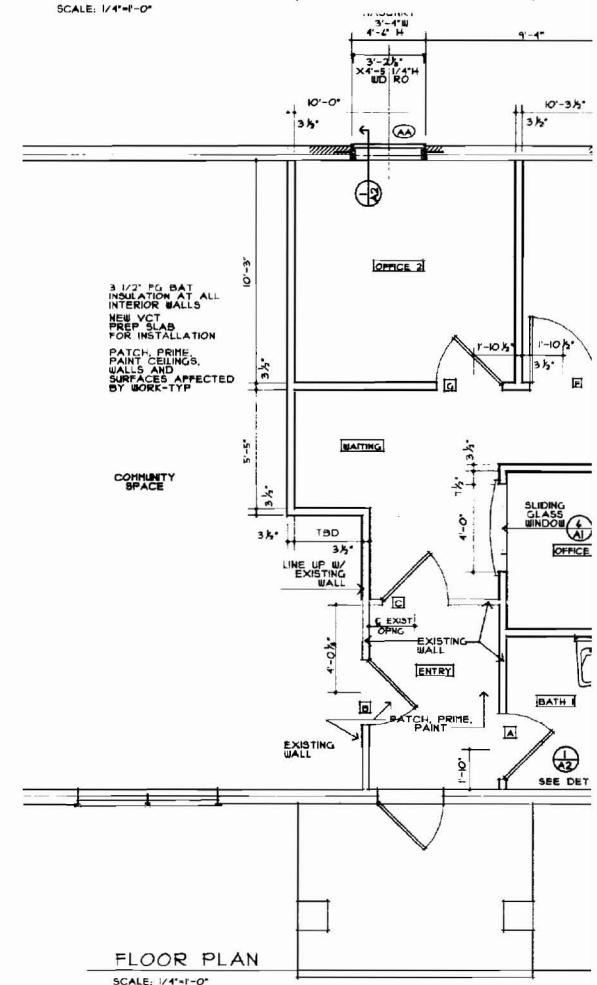 SCALE: 1/4"=1'-0"
MASONRY
3'-4"W
4'-6" H
9'-4"
3'-2½"
X4'-5 1/4"H
WD RO
10'-0"
10'-3½"
3½"
3½"
AA
1
A2
10'-3"
OFFICE 2
3 1/2" FG BAT
INSULATION AT ALL
INTERIOR WALLS
NEW VCT
PREP SLAB
FOR INSTALLATION
PATCH, PRIME,
PAINT CEILINGS,
WALLS AND
SURFACES AFFECTED
BY WORK-TYP
1'-10½"
1'-10½"
3½"
3½"
G
F
5'-5"
WAITING
3½"
7½"
COMMUNITY
SPACE
3½"
4'-0"
SLIDING
GLASS
WINDOW
6
A1
OFFICE
3½"
TBD
3½"
LINE UP W/
EXISTING
WALL
C
EXIST
OPNG
4'-0½"
EXISTING
WALL
ENTRY
B
BATH 1
PATCH, PRIME,
PAINT
A
EXISTING
WALL
1'-10"
1
A2
SEE DET
FLOOR PLAN
SCALE: 1/4"=1'-0"